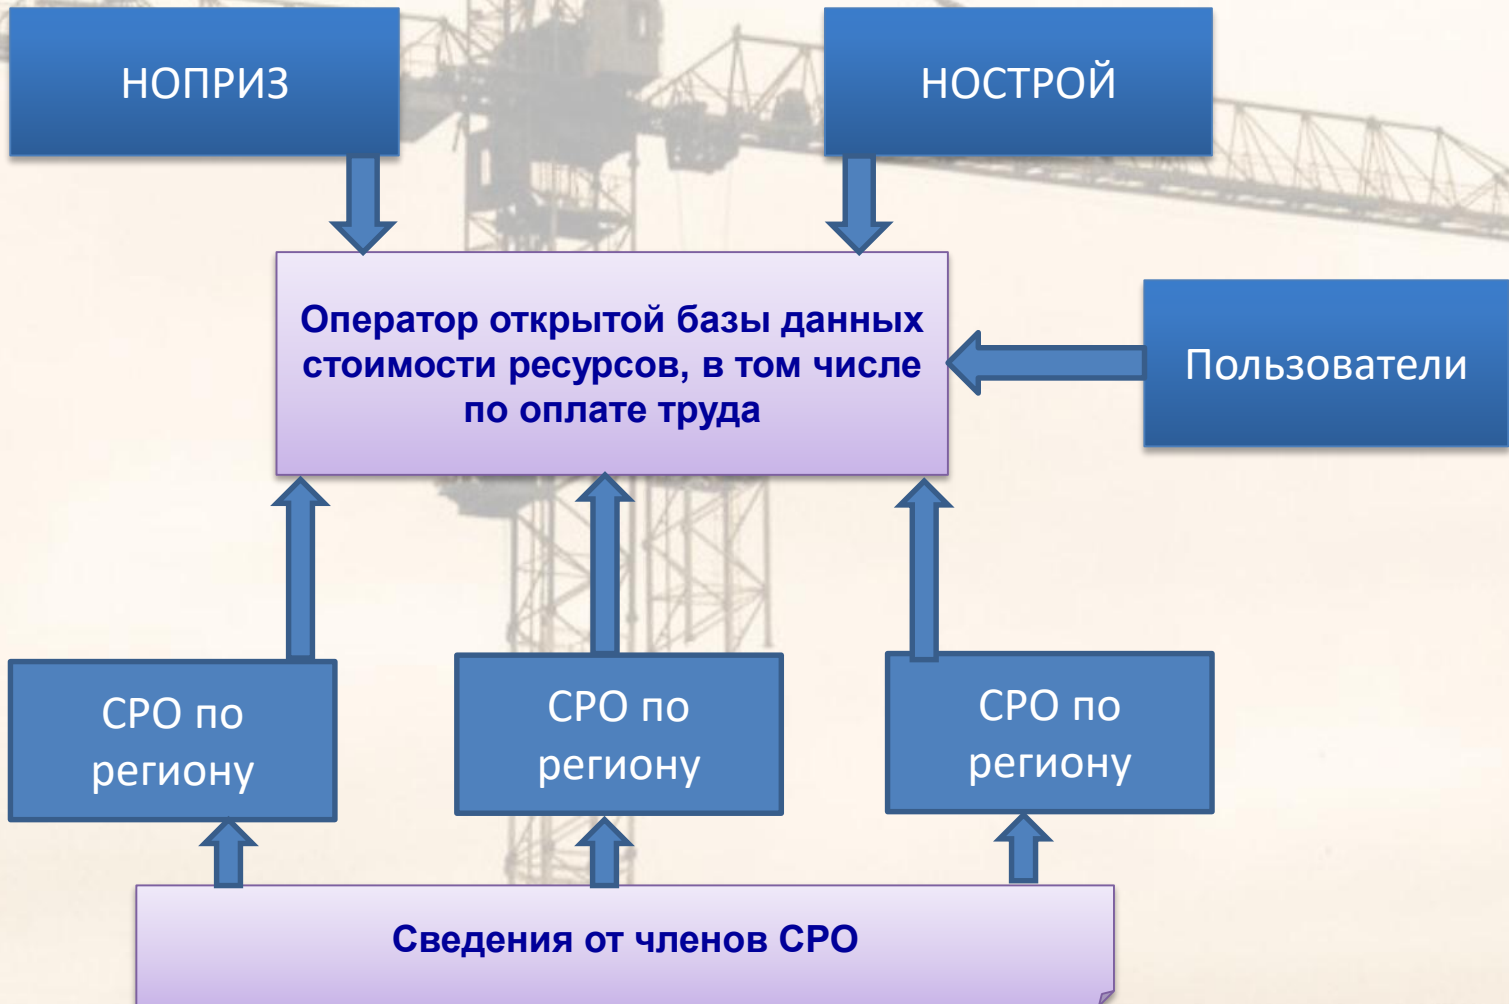 НОПРИЗ
НОСТРОЙ
Оператор открытой базы данных
стоимости ресурсов, в том числе
по оплате труда
Пользователи
СРО по
региону
СРО по
региону
СРО по
региону
Сведения от членов СРО